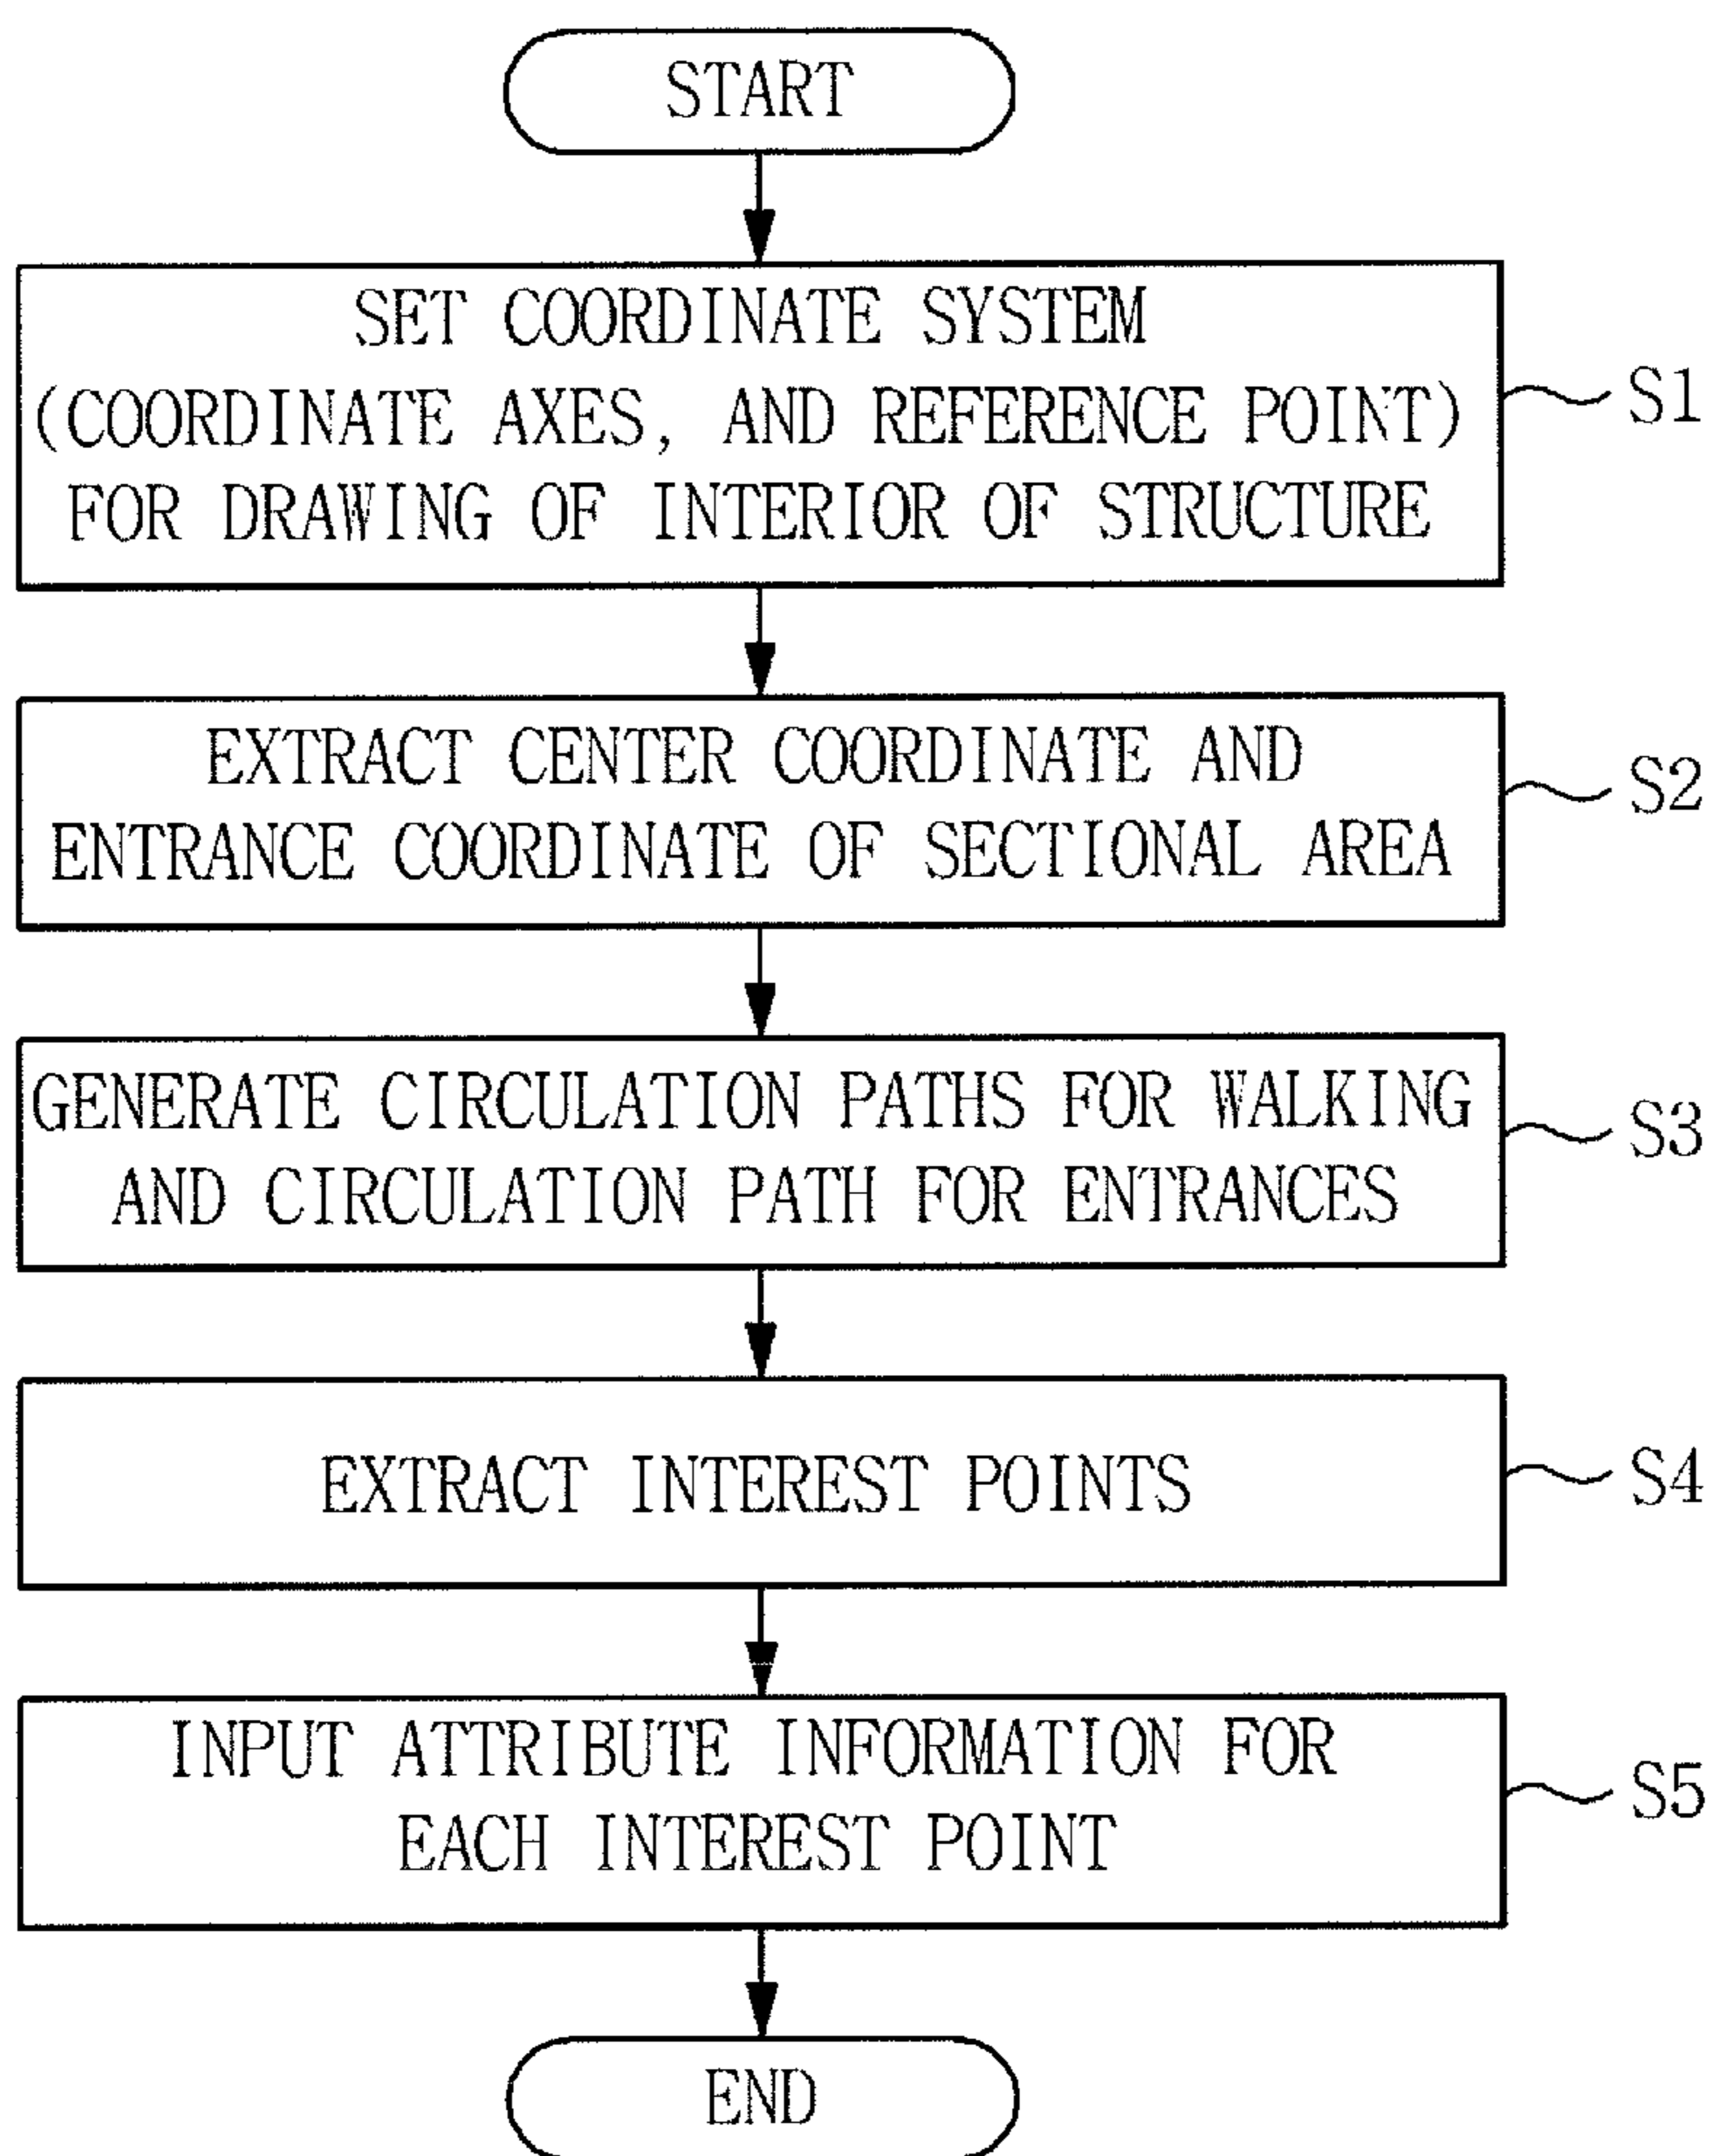 START
SET COORDINATE SYSTEM
(COORDINATE AXES, AND REFERENCE POINT)
FOR DRAWING OF INTERIOR OF STRUCTURE
S1
EXTRACT CENTER COORDINATE AND
ENTRANCE COORDINATE OF SECTIONAL AREA
S2
GENERATE CIRCULATION PATHS FOR WALKING
AND CIRCULATION PATH FOR ENTRANCES
S3
EXTRACT INTEREST POINTS
S4
INPUT ATTRIBUTE INFORMATION FOR
EACH INTEREST POINT
S5
END